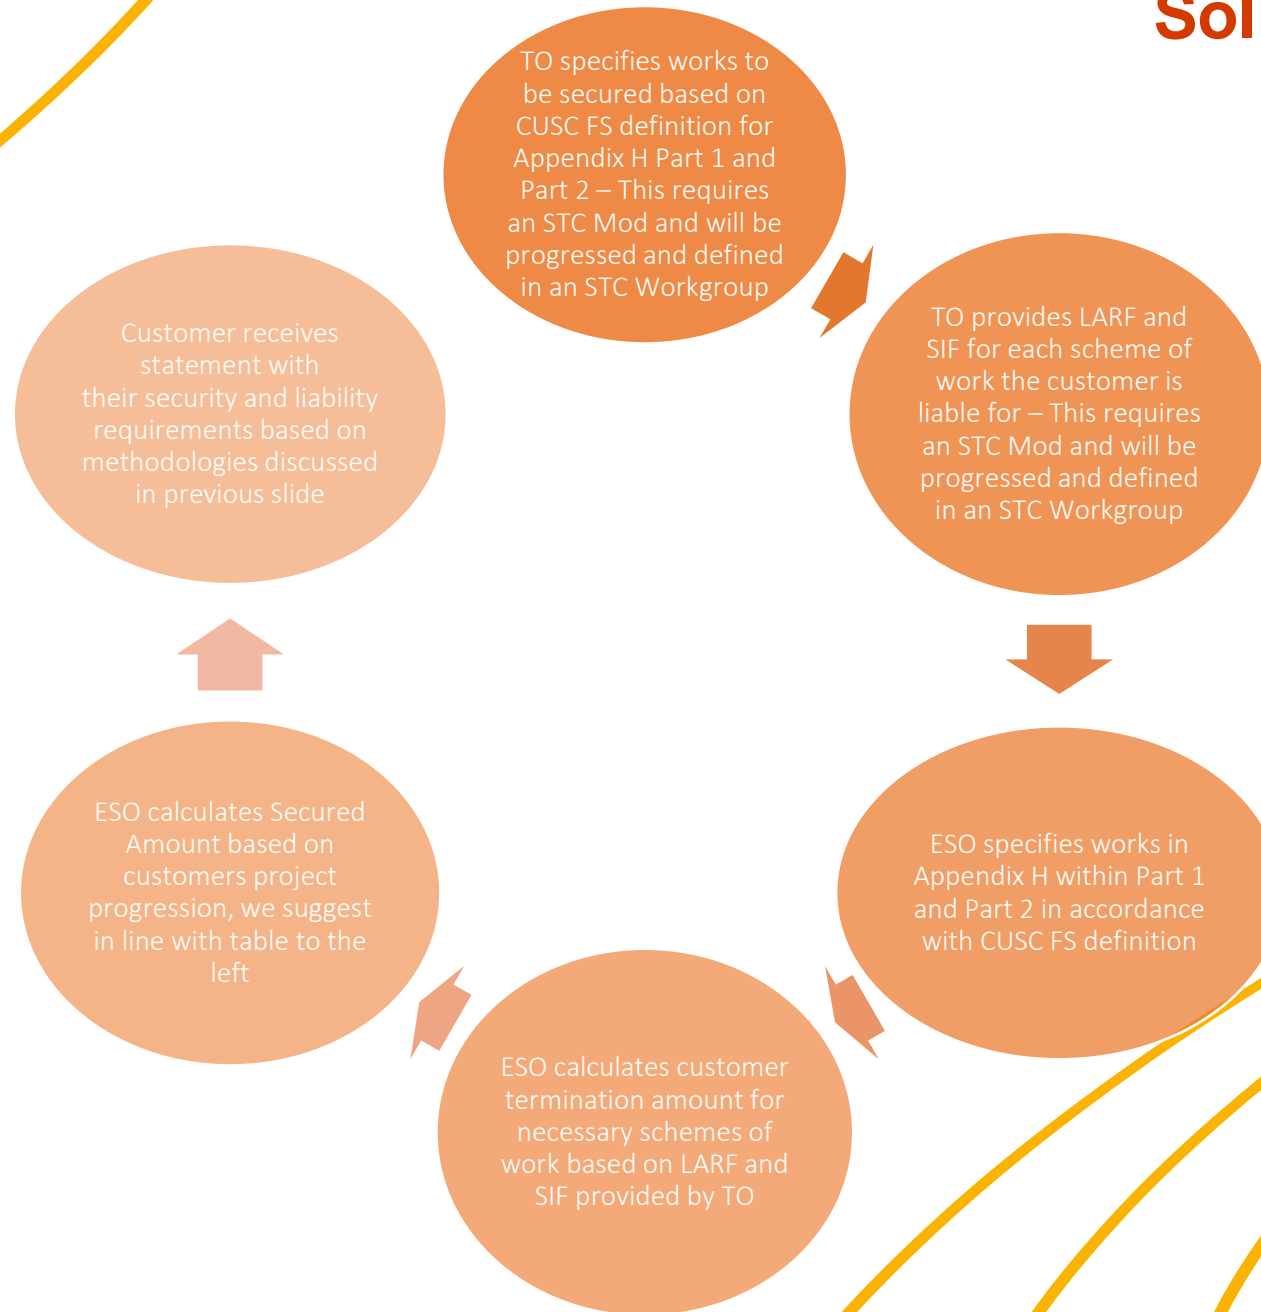 Sol
TO specifies works to
be secured based on
CUSC FS definition for
Appendix H Part 1 and
Part 2 – This requires
an STC Mod and will be
progressed and defined
in an STC Workgroup
TO provides LARF and
SIF for each scheme of
work the customer is
liable for – This requires
an STC Mod and will be
progressed and defined
in an STC Workgroup
ESO specifies works in
Appendix H within Part 1
and Part 2 in accordance
with CUSC FS definition
ESO calculates customer
termination amount for
necessary schemes of
work based on LARF and
SIF provided by TO
ESO calculates Secured
Amount based on
customers project
progression, we suggest
in line with table to the
left
Customer receives
statement with
their security and liability
requirements based on
methodologies discussed
in previous slide